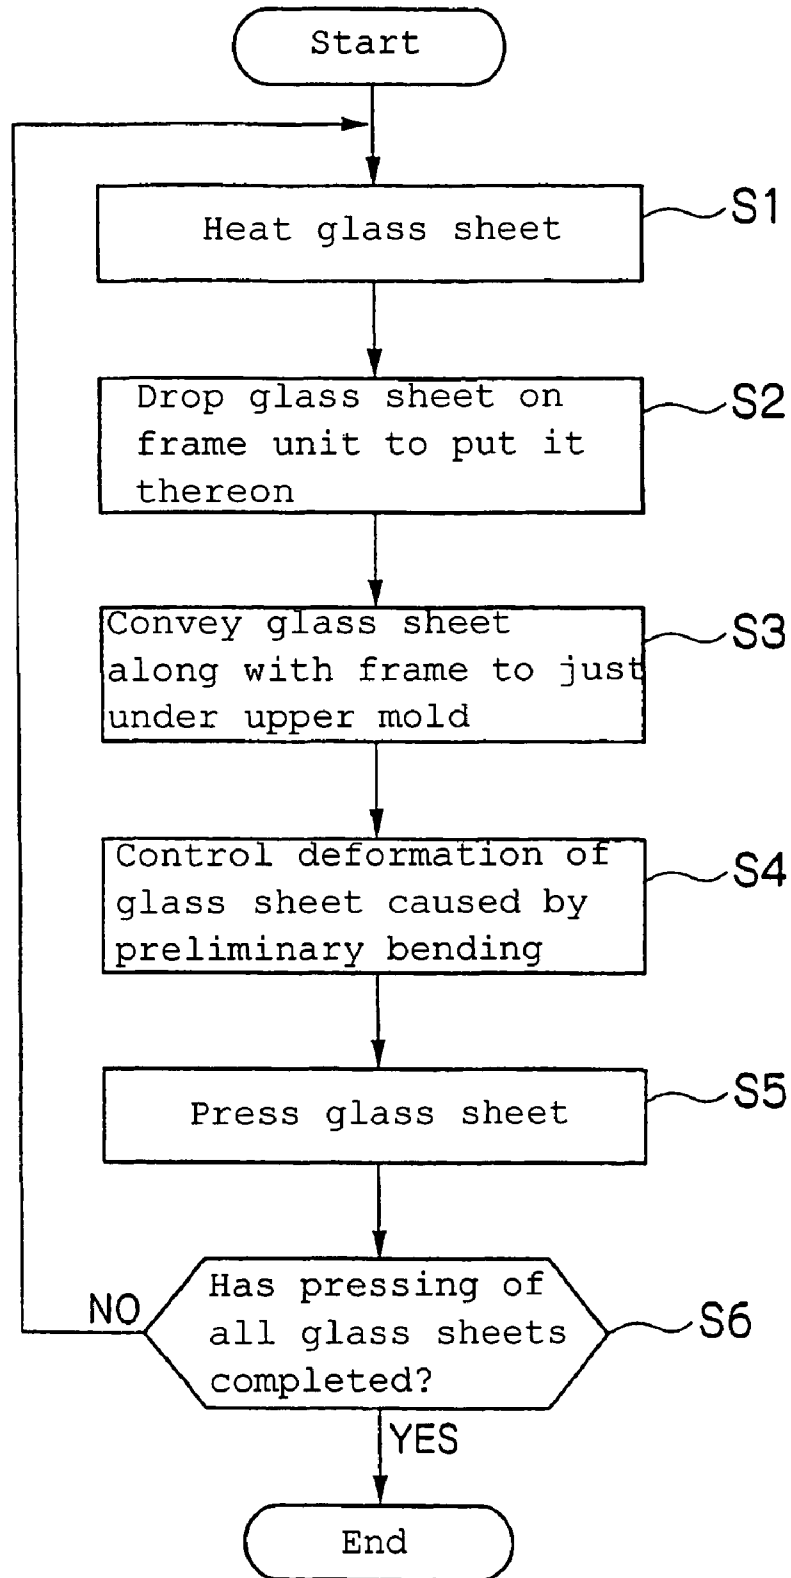 Start
Heat glass sheet
S1
Drop glass sheet on
frame unit to put it
thereon
S2
Convey glass sheet
along with frame to just
under upper mold
S3
Control deformation of
glass sheet caused by
preliminary bending
S4
Press glass sheet
S5
Has pressing of
all glass sheets
completed?
S6
NO
YES
End